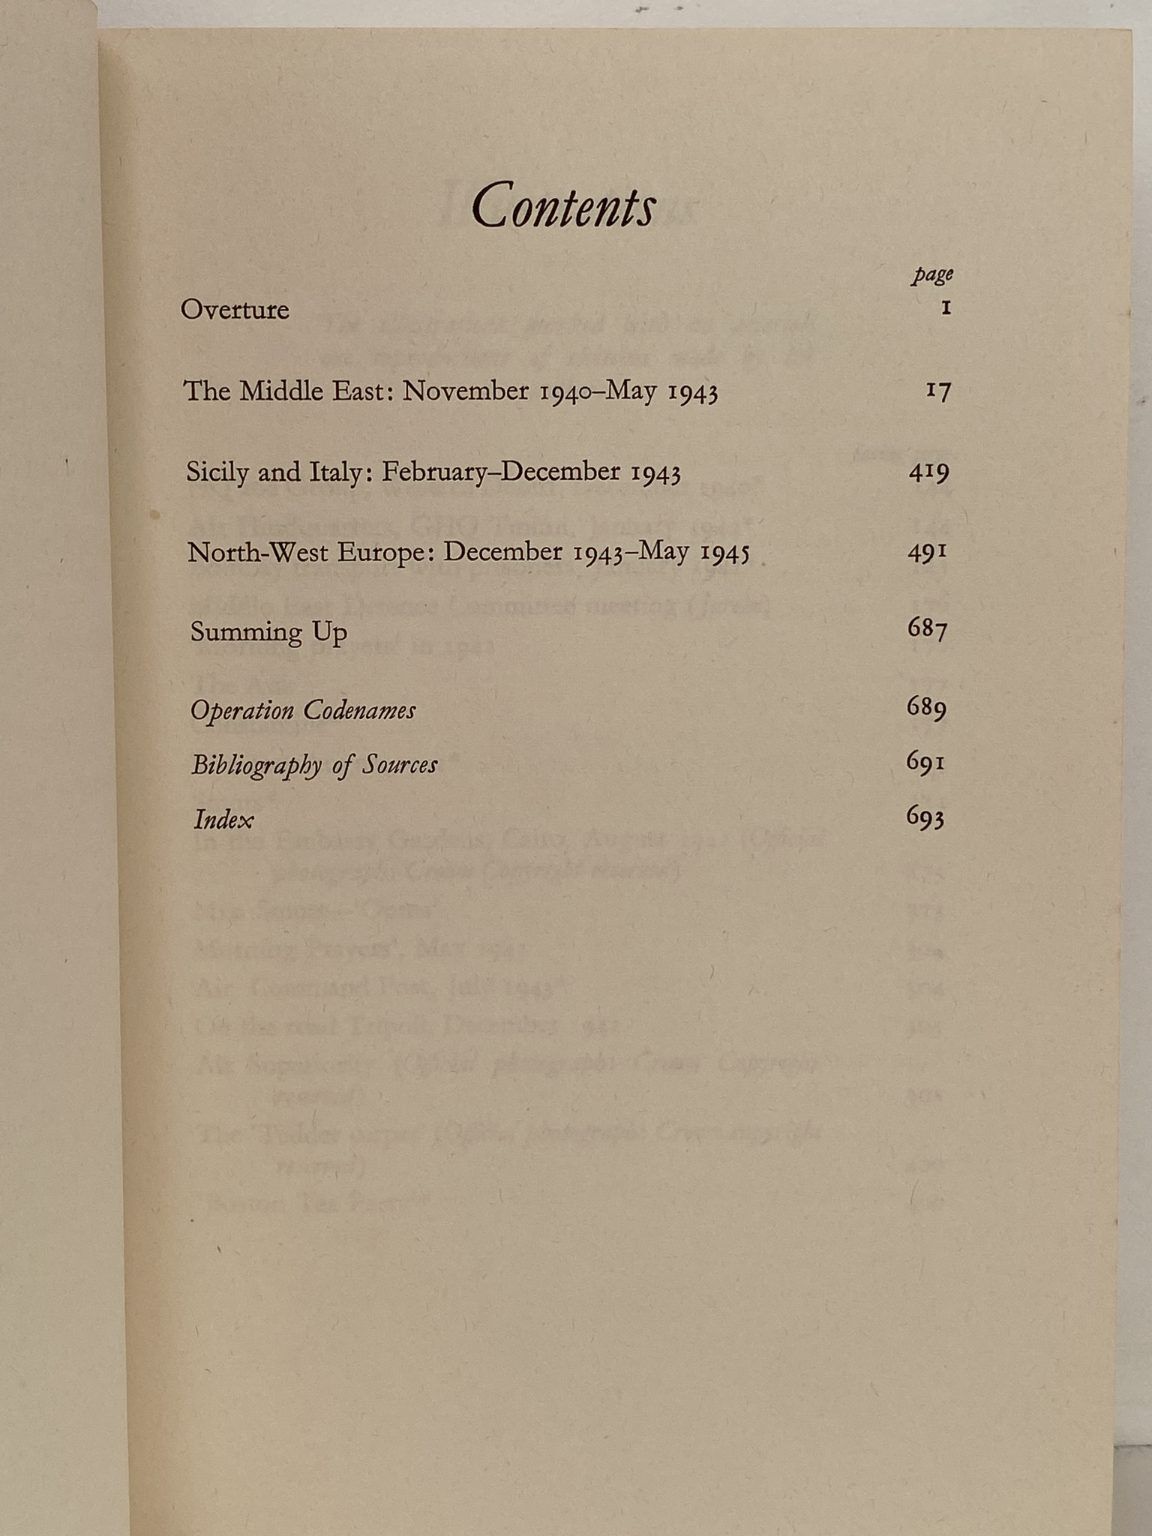 Contents
page
Overture 1
The Middle East: November 1940–May 1943 17
Sicily and Italy: February–December 1943 419
North-West Europe: December 1943–May 1945 491
Summing Up 687
Operation Codenames 689
Bibliography of Sources 691
Index 693